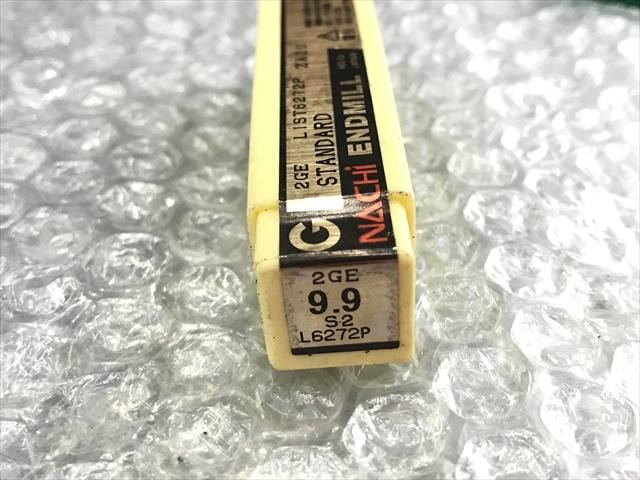 2GE LIST6272P
STANDARD
NACHi ENDMILL
G
2GE
9.9
S2
L6272P